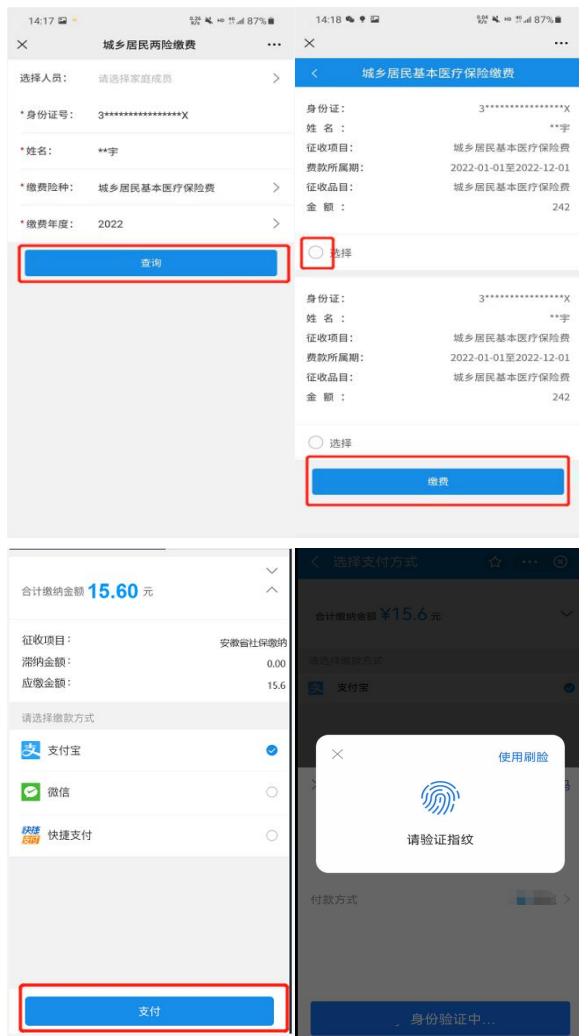 14:17
87%
城乡居民两险缴费
选择人员： 请选择家庭成员
*身份证号： 3****************X
*姓名： **宇
*缴费险种： 城乡居民基本医疗保险费
*缴费年度： 2022
查询
14:18
87%
城乡居民基本医疗保险缴费
身份证： 3****************X
姓 名 ： **宇
征收项目： 城乡居民基本医疗保险费
费款所属期： 2022-01-01至2022-12-01
征收品目： 城乡居民基本医疗保险费
金 额 ： 242
选择
身份证： 3****************X
姓 名 ： **宇
征收项目： 城乡居民基本医疗保险费
费款所属期： 2022-01-01至2022-12-01
征收品目： 城乡居民基本医疗保险费
金 额 ： 242
选择
缴费
合计缴纳金额 15.60 元
征收项目： 安徽省社保缴纳
滞纳金额： 0.00
应缴金额： 15.6
请选择缴款方式
支付宝
微信
快捷支付
支付
选择支付方式
合计缴纳金额 ¥15.6 元
请选择缴款方式
支付宝
使用刷脸
请验证指纹
付款方式
身份验证中...